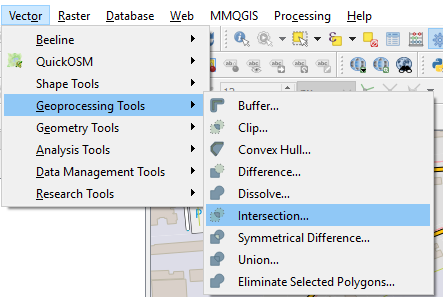 Vector Raster Database Web MMQGIS Processing Help
Beeline
QuickOSM
Shape Tools
Geoprocessing Tools
Geometry Tools
Analysis Tools
Data Management Tools
Research Tools
Buffer...
Clip...
Convex Hull...
Difference...
Dissolve...
Intersection...
Symmetrical Difference...
Union...
Eliminate Selected Polygons...